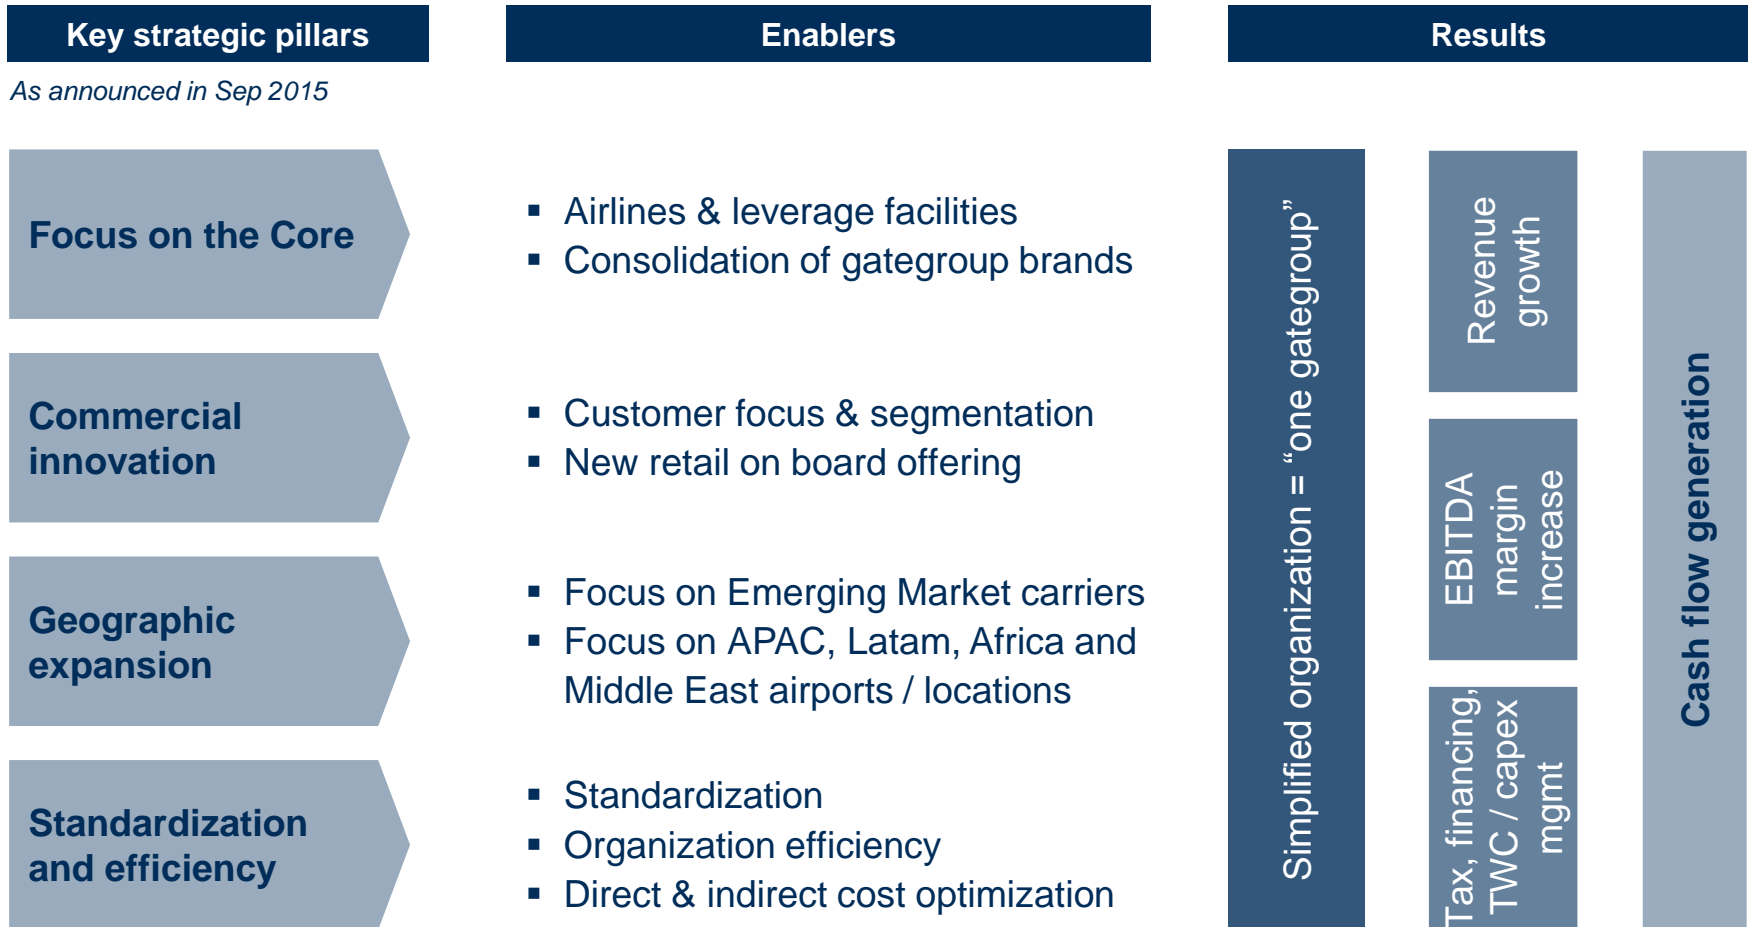 Key strategic pillars
Enablers
Results
As announced in Sep 2015
Focus on the Core
▪ Airlines & leverage facilities
▪ Consolidation of gategroup brands
Commercial
innovation
▪ Customer focus & segmentation
▪ New retail on board offering
Geographic
expansion
▪ Focus on Emerging Market carriers
▪ Focus on APAC, Latam, Africa and
Middle East airports / locations
Standardization
and efficiency
▪ Standardization
▪ Organization efficiency
▪ Direct & indirect cost optimization
Simplified organization = “one gategroup”
Revenue
growth
EBITDA
margin
increase
Tax, financing,
TWC / capex
mgmt
Cash flow generation